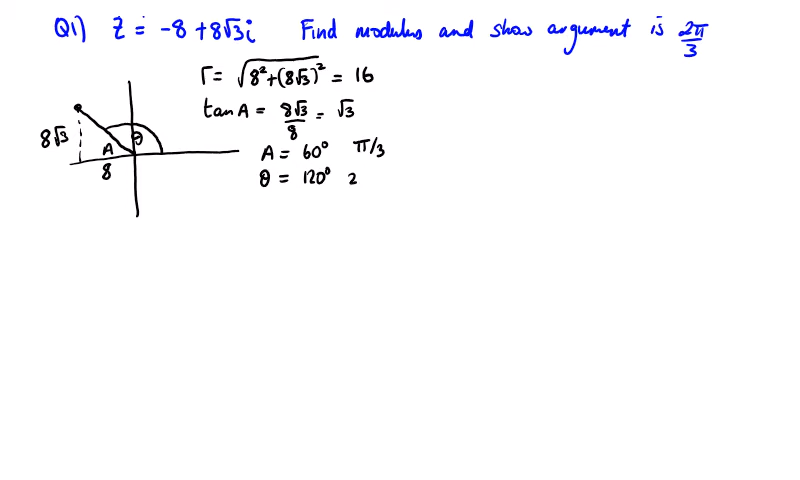 Q1) z = -8 + 8√3i Find modulus and show argument is 2π/3
r = √(8² + (8√3)²) = 16
tan A = 8√3/8 = √3
A = 60° π/3
θ = 120° 2
8√3
A
θ
8